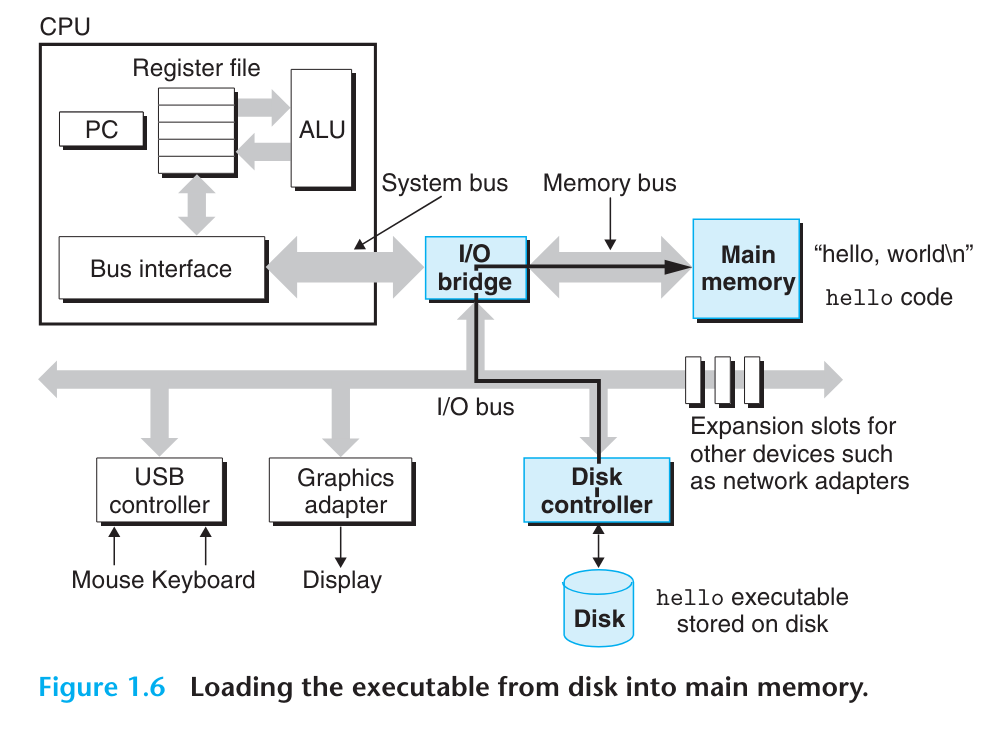 CPU
Register file
PC
ALU
System bus
Memory bus
Bus interface
I/O
bridge
Main
memory
“hello, world\n”
hello code
I/O bus
Expansion slots for
other devices such
as network adapters
USB
controller
Graphics
adapter
Disk
controller
Mouse Keyboard
Display
Disk
hello executable
stored on disk
Figure 1.6 Loading the executable from disk into main memory.